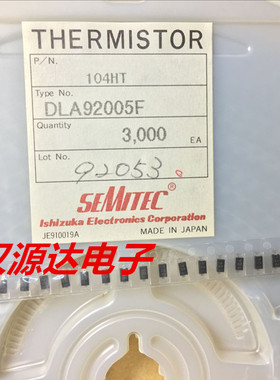 THERMISTOR
P/N.
104HT
Type No.
DLA92005F
Quantity
3,000 EA
Lot No.
92053.
SEMITEC®
Ishizuka Electronics Corporation
JE910019A MADE IN JAPAN
汉源达电子